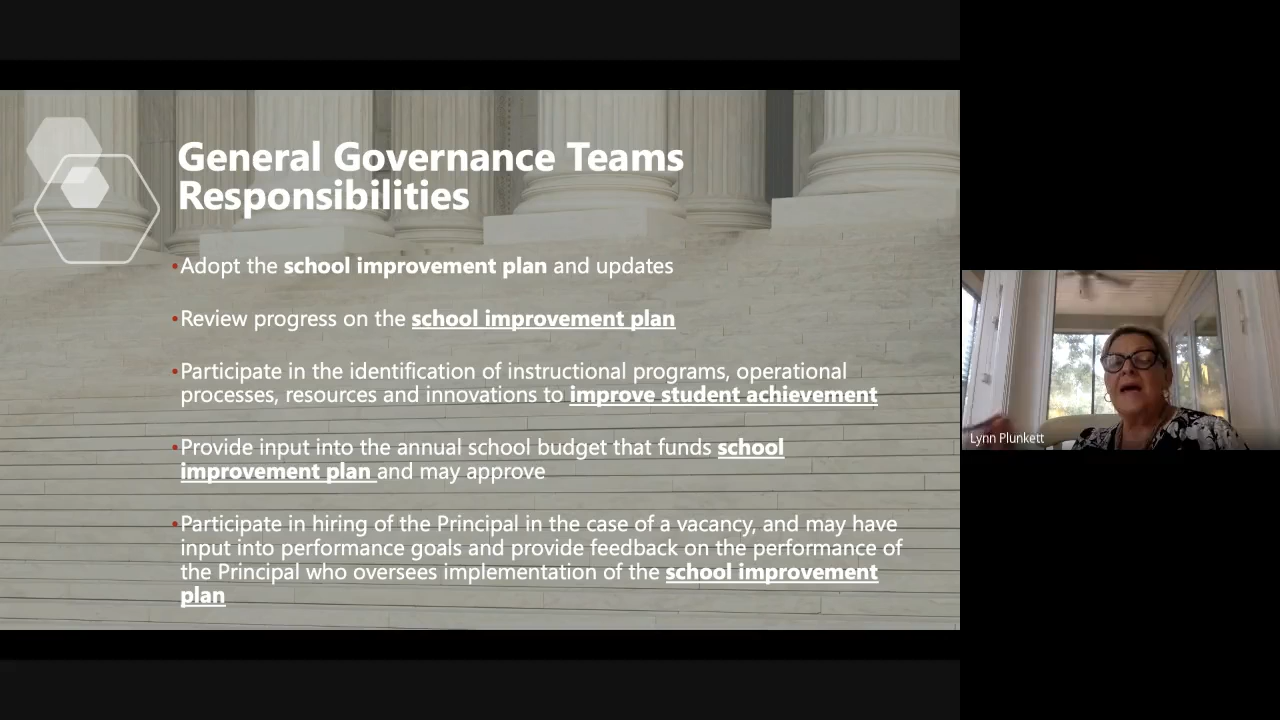 General Governance Teams
Responsibilities
•Adopt the school improvement plan and updates
•Review progress on the school improvement plan
•Participate in the identification of instructional programs, operational
processes, resources and innovations to improve student achievement
•Provide input into the annual school budget that funds school
improvement plan and may approve
•Participate in hiring of the Principal in the case of a vacancy, and may have
input into performance goals and provide feedback on the performance of
the Principal who oversees implementation of the school improvement
plan
Lynn Plunkett